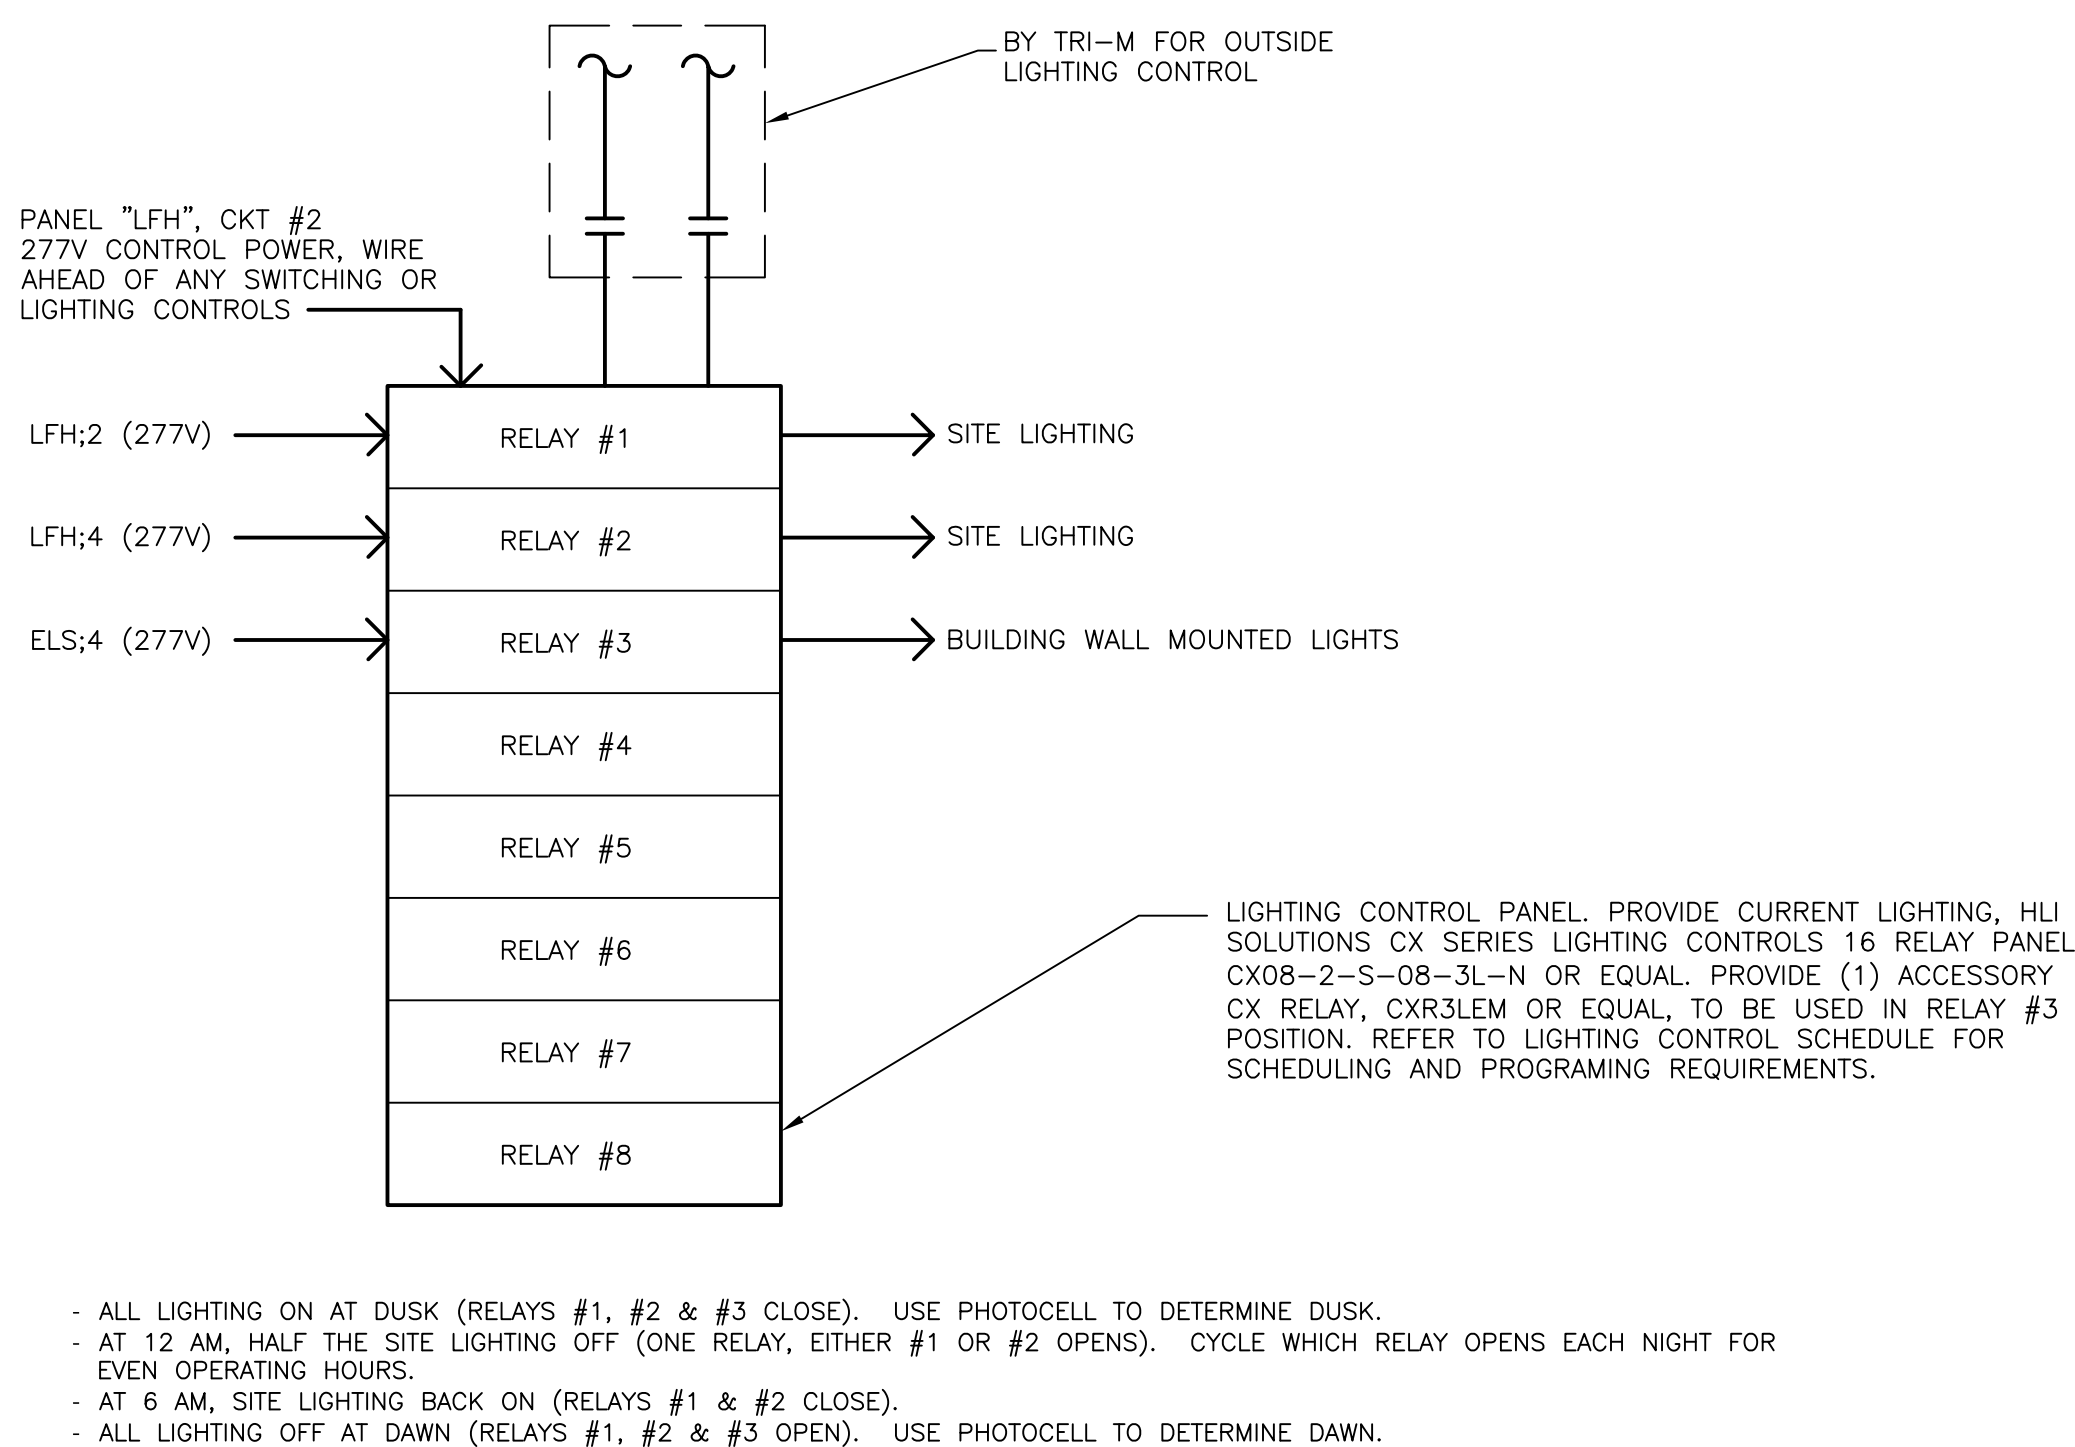 BY TRI-M FOR OUTSIDE
LIGHTING CONTROL
PANEL "LFH", CKT #2
277V CONTROL POWER, WIRE
AHEAD OF ANY SWITCHING OR
LIGHTING CONTROLS
LFH;2 (277V)
RELAY #1
SITE LIGHTING
LFH;4 (277V)
RELAY #2
SITE LIGHTING
ELS;4 (277V)
RELAY #3
BUILDING WALL MOUNTED LIGHTS
RELAY #4
RELAY #5
RELAY #6
RELAY #7
RELAY #8
LIGHTING CONTROL PANEL. PROVIDE CURRENT LIGHTING, HLI
SOLUTIONS CX SERIES LIGHTING CONTROLS 16 RELAY PANEL
CX08-2-S-08-3L-N OR EQUAL. PROVIDE (1) ACCESSORY
CX RELAY, CXR3LEM OR EQUAL, TO BE USED IN RELAY #3
POSITION. REFER TO LIGHTING CONTROL SCHEDULE FOR
SCHEDULING AND PROGRAMING REQUIREMENTS.
- ALL LIGHTING ON AT DUSK (RELAYS #1, #2 & #3 CLOSE). USE PHOTOCELL TO DETERMINE DUSK.
- AT 12 AM, HALF THE SITE LIGHTING OFF (ONE RELAY, EITHER #1 OR #2 OPENS). CYCLE WHICH RELAY OPENS EACH NIGHT FOR
EVEN OPERATING HOURS.
- AT 6 AM, SITE LIGHTING BACK ON (RELAYS #1 & #2 CLOSE).
- ALL LIGHTING OFF AT DAWN (RELAYS #1, #2 & #3 OPEN). USE PHOTOCELL TO DETERMINE DAWN.